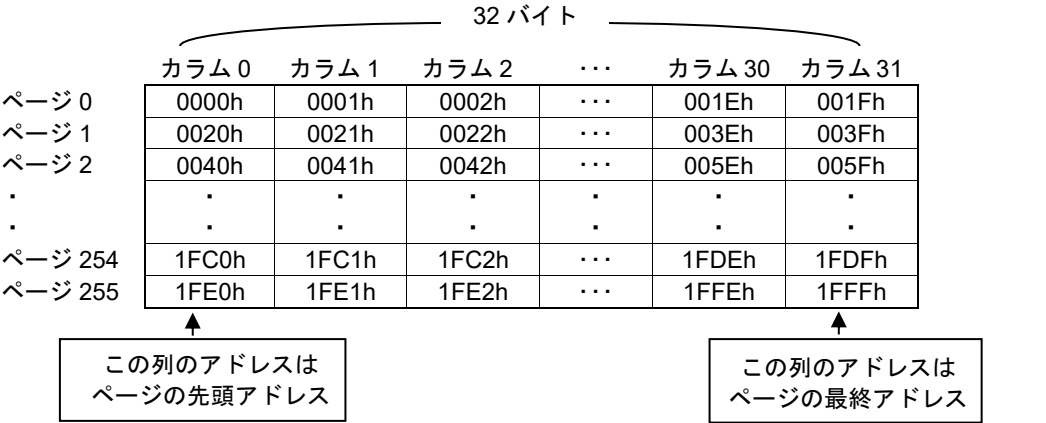 32 バイト
カラム 0 カラム 1 カラム 2 ・・・ カラム 30 カラム 31
ページ 0 0000h 0001h 0002h ・・・ 001Eh 001Fh
ページ 1 0020h 0021h 0022h ・・・ 003Eh 003Fh
ページ 2 0040h 0041h 0042h ・・・ 005Eh 005Fh
・ ・ ・ ・ ・ ・ ・
・ ・ ・ ・ ・ ・ ・
ページ 254 1FC0h 1FC1h 1FC2h ・・・ 1FDEh 1FDFh
ページ 255 1FE0h 1FE1h 1FE2h ・・・ 1FFEh 1FFFh
この列のアドレスは
ページの先頭アドレス
この列のアドレスは
ページの最終アドレス